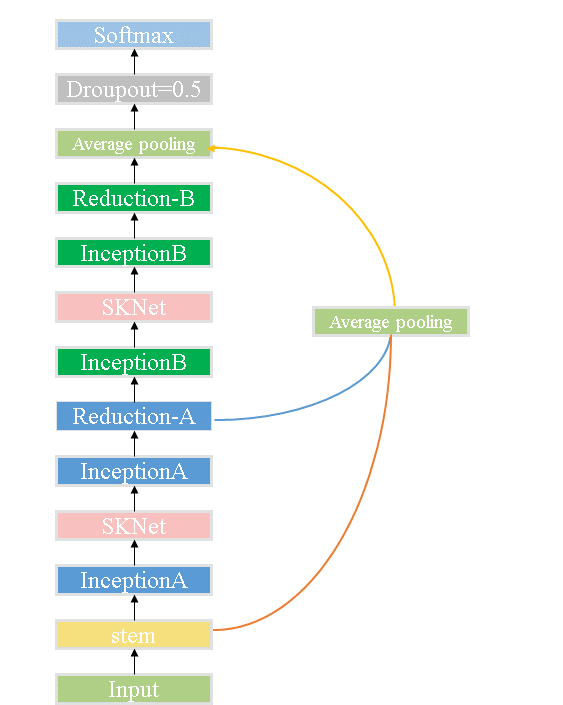 Softmax
Droupout=0.5
Average pooling
Reduction-B
InceptionB
SKNet
Average pooling
InceptionB
Reduction-A
InceptionA
SKNet
InceptionA
stem
Input